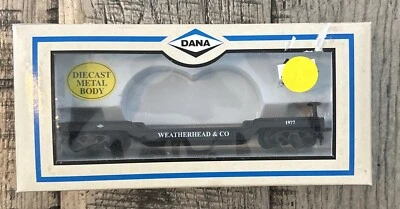 DANA
DIECAST
METAL
BODY
WEATHERHEAD & CO
1977